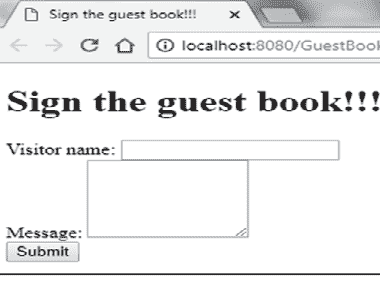 Sign the guest book!!!
localhost:8080/GuestBook
Sign the guest book!!!
Visitor name:
Message:
Submit